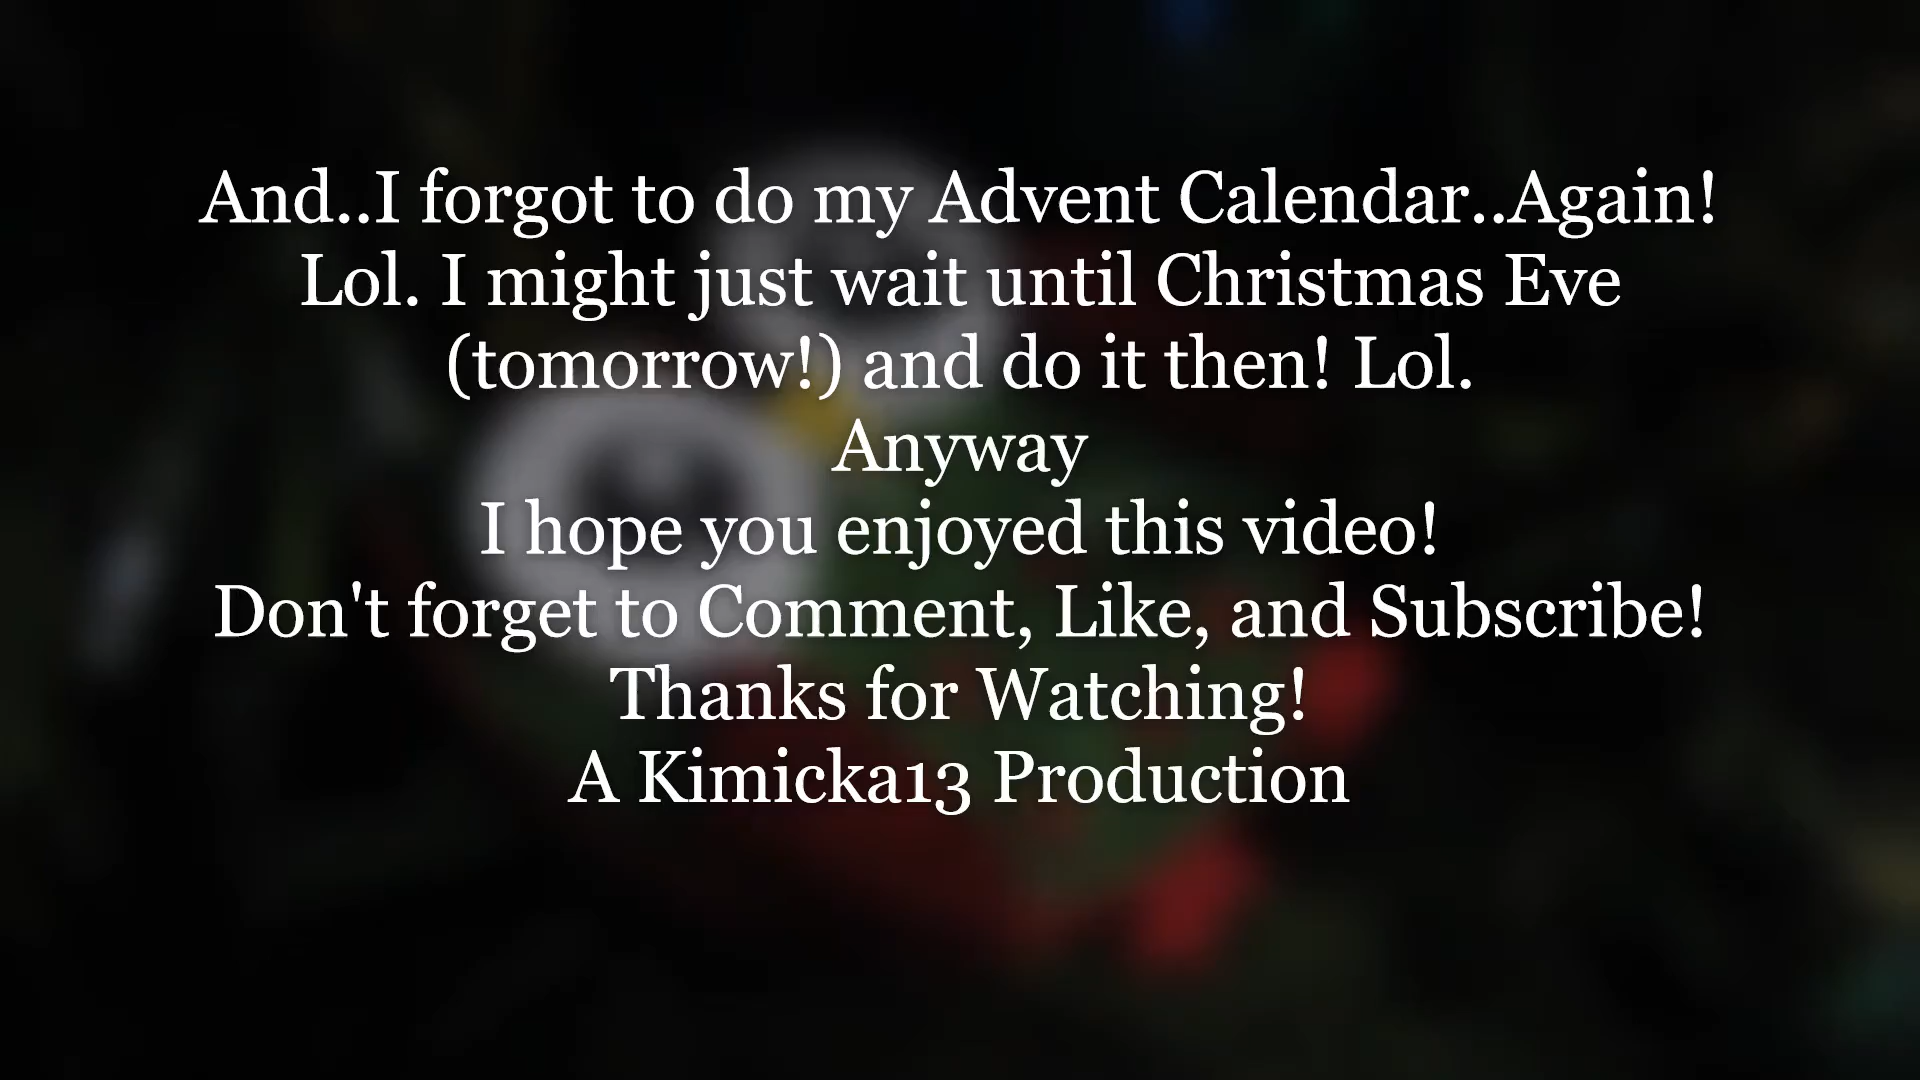 And..I forgot to do my Advent Calendar..Again!
Lol. I might just wait until Christmas Eve
(tomorrow!) and do it then! Lol.
Anyway
I hope you enjoyed this video!
Don't forget to Comment, Like, and Subscribe!
Thanks for Watching!
A Kimicka13 Production